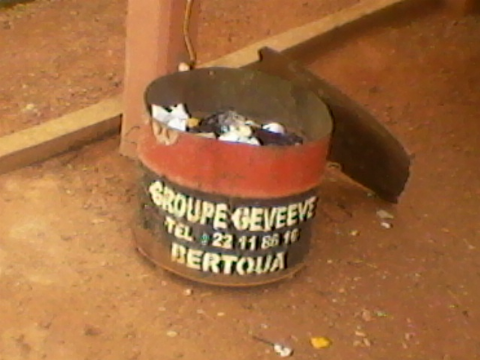 GROUPE GEVEEVE
TEL : 22 11 86 16
BERTOUA